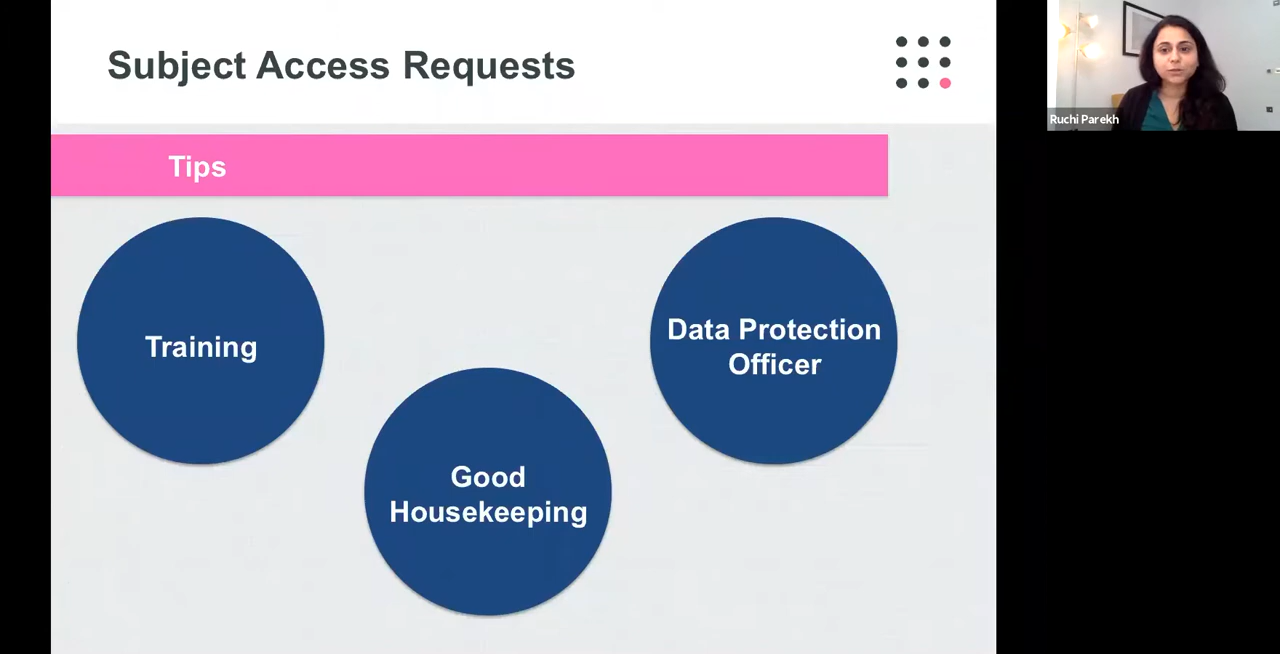 Subject Access Requests
Ruchi Parekh
Tips
Training
Data Protection
Officer
Good
Housekeeping